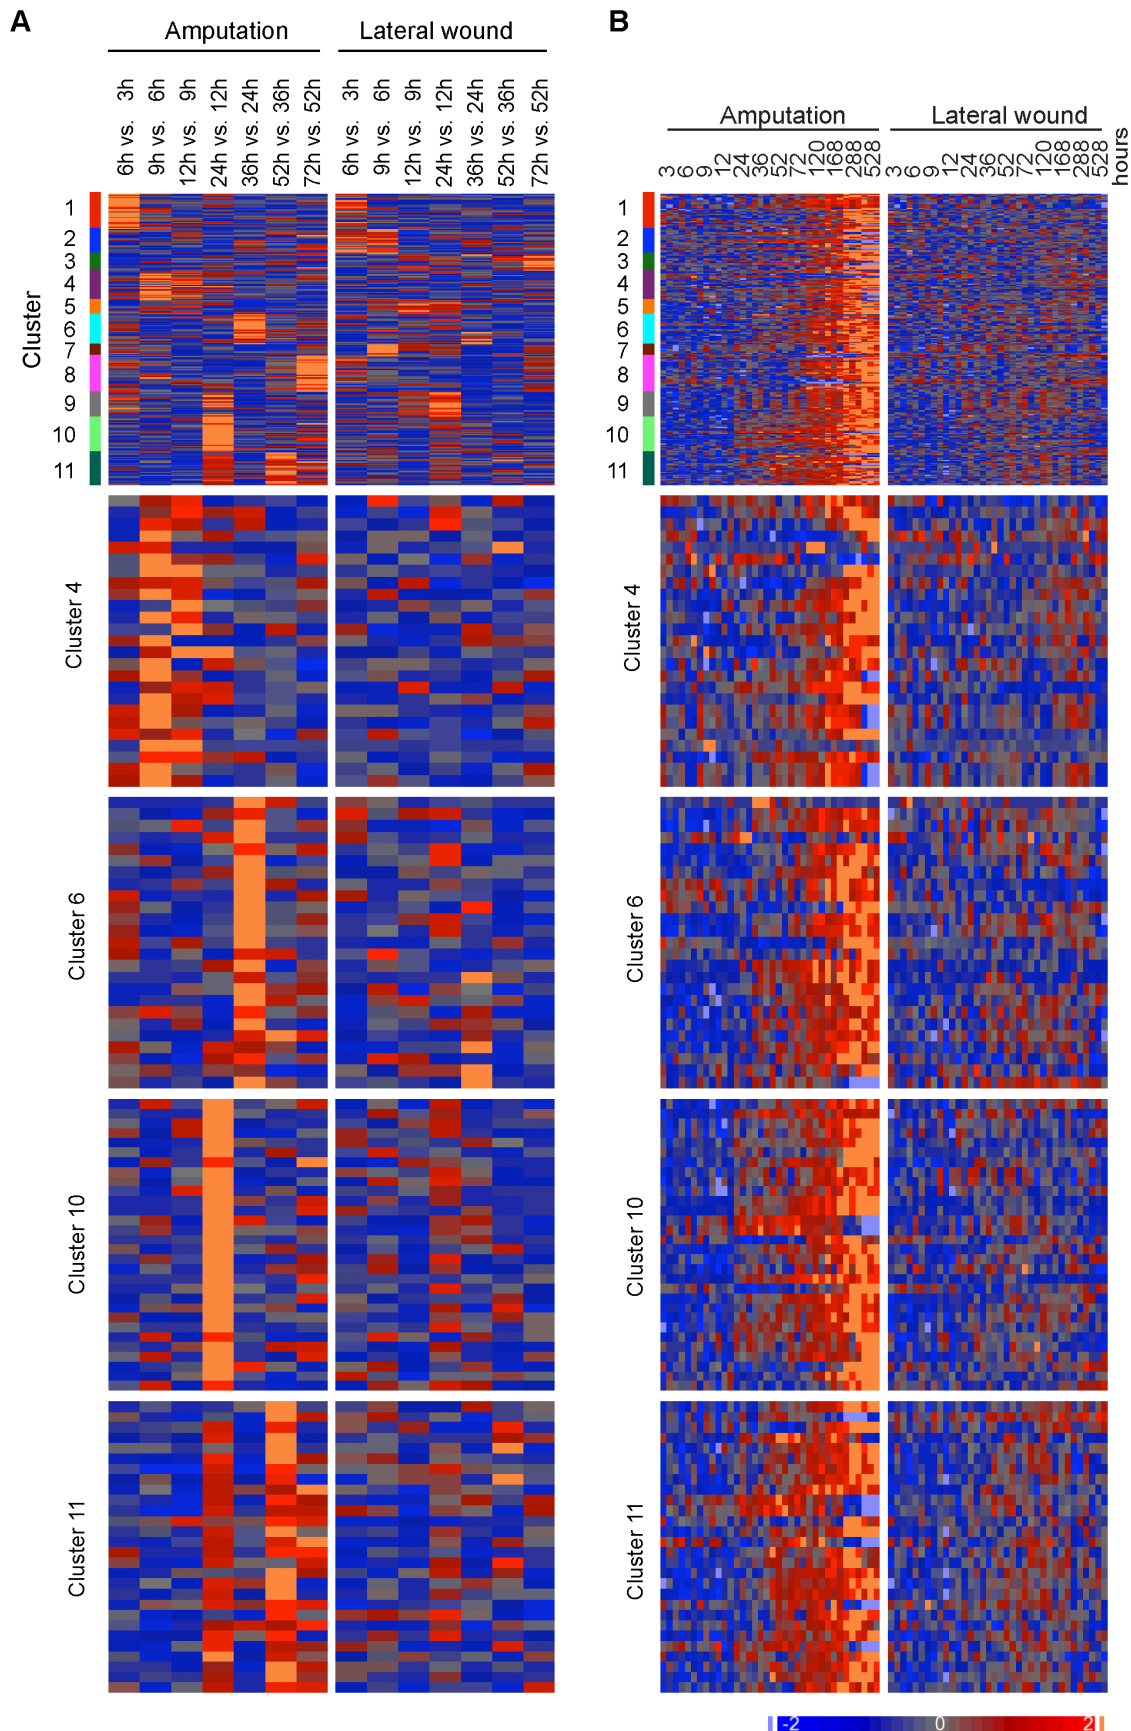 A
Amputation
Lateral wound
6h vs. 3h
9h vs. 6h
12h vs. 9h
24h vs. 12h
36h vs. 24h
52h vs. 36h
72h vs. 52h
6h vs. 3h
9h vs. 6h
12h vs. 9h
24h vs. 12h
36h vs. 24h
52h vs. 36h
72h vs. 52h
Cluster
1
2
3
4
5
6
7
8
9
10
11
Cluster 4
Cluster 6
Cluster 10
Cluster 11
B
Amputation
Lateral wound
3 6 9 12 24 36 52 72 120 168 288 528
3 6 9 12 24 36 52 72 120 168 288 528
hours
1
2
3
4
5
6
7
8
9
10
11
Cluster 4
Cluster 6
Cluster 10
Cluster 11
-2 0 2